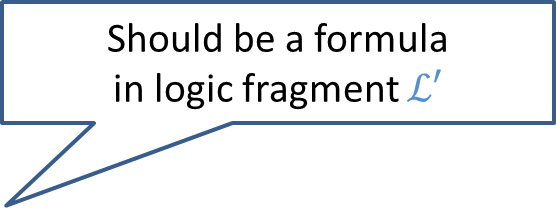 Should be a formula
in logic fragment ℒ′